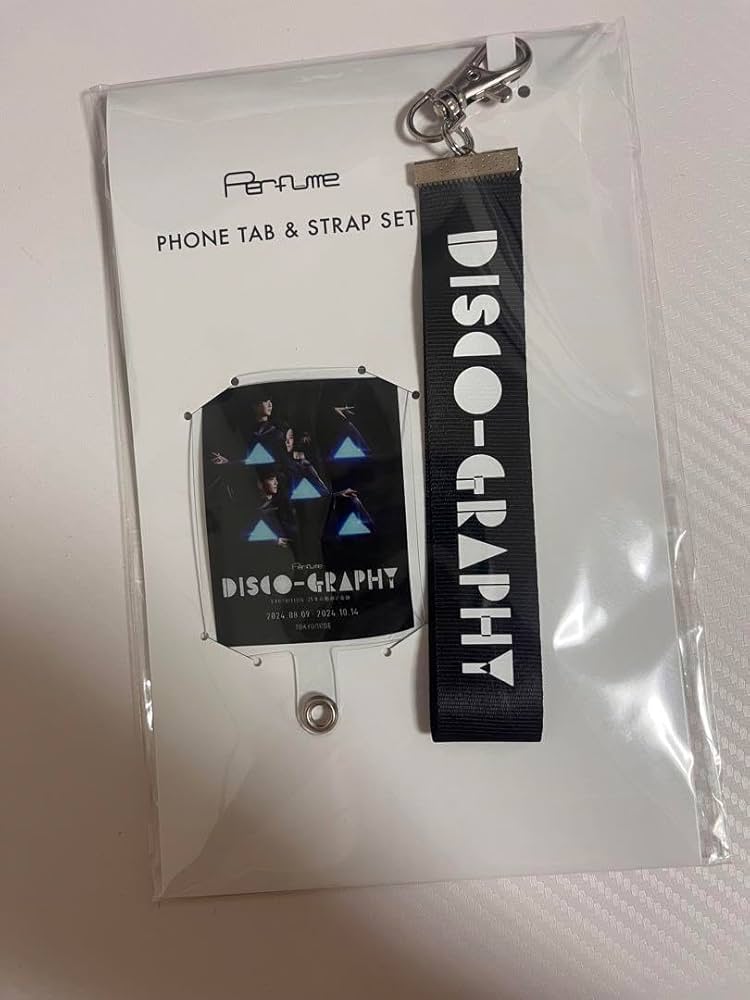 Perfume
PHONE TAB & STRAP SET
DISCO-GRAPHY
Perfume
DISCO-GRAPHY
2024.08.09 - 2024.10.14